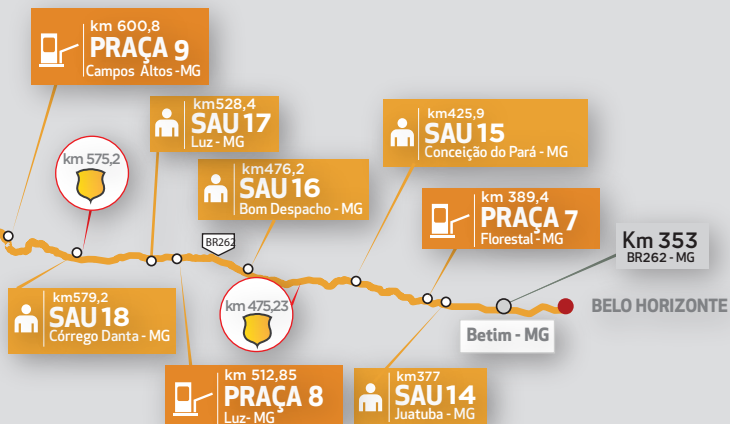 km 600,8
PRAÇA 9
Campos Altos - MG
km528,4
SAU 17
Luz - MG
km425,9
SAU 15
Conceição do Pará - MG
km 575,2
km476,2
SAU 16
Bom Despacho - MG
km 389,4
PRAÇA 7
Florestal - MG
BR262
Km 353
BR262 - MG
km579,2
SAU 18
Córrego Danta - MG
km 475,23
BELO HORIZONTE
Betim - MG
km 512,85
PRAÇA 8
Luz- MG
km377
SAU 14
Juatuba - MG